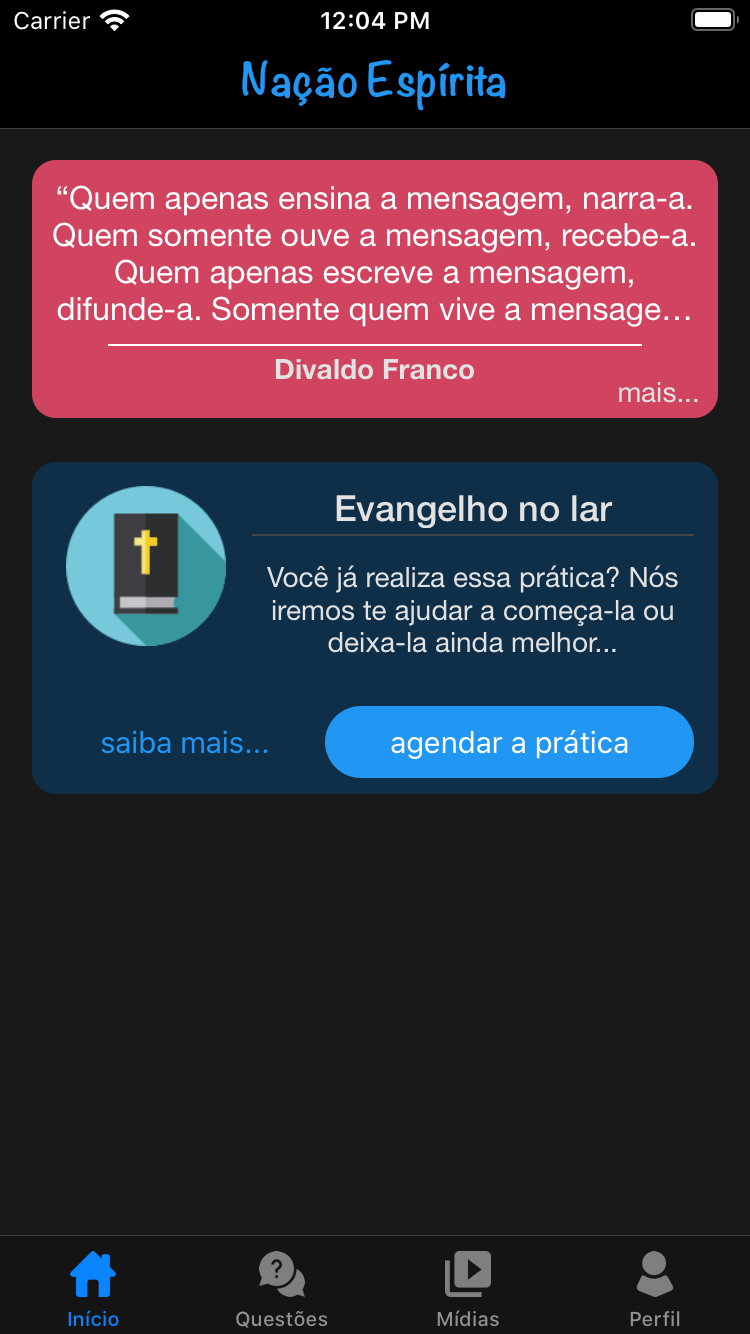 Carrier
12:04 PM
Nação Espírita
“Quem apenas ensina a mensagem, narra-a.
Quem somente ouve a mensagem, recebe-a.
Quem apenas escreve a mensagem,
difunde-a. Somente quem vive a mensage…
Divaldo Franco
mais...
Evangelho no lar
Você já realiza essa prática? Nós
iremos te ajudar a começa-la ou
deixa-la ainda melhor...
saiba mais...
agendar a prática
Início
Questões
Mídias
Perfil